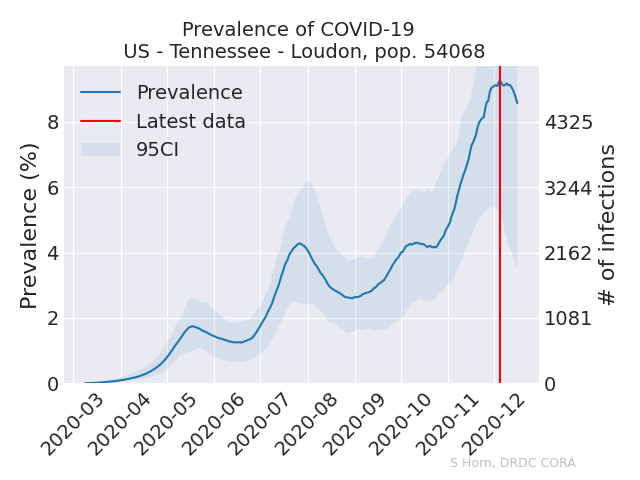 Prevalence of COVID-19
US - Tennessee - Loudon, pop. 54068
Prevalence
Latest data
95CI
Prevalence (%)
8
6
4
2
0
4325
3244
2162
1081
0
# of infections
2020-03
2020-04
2020-05
2020-06
2020-07
2020-08
2020-09
2020-10
2020-11
2020-12
S Horn, DRDC CORA